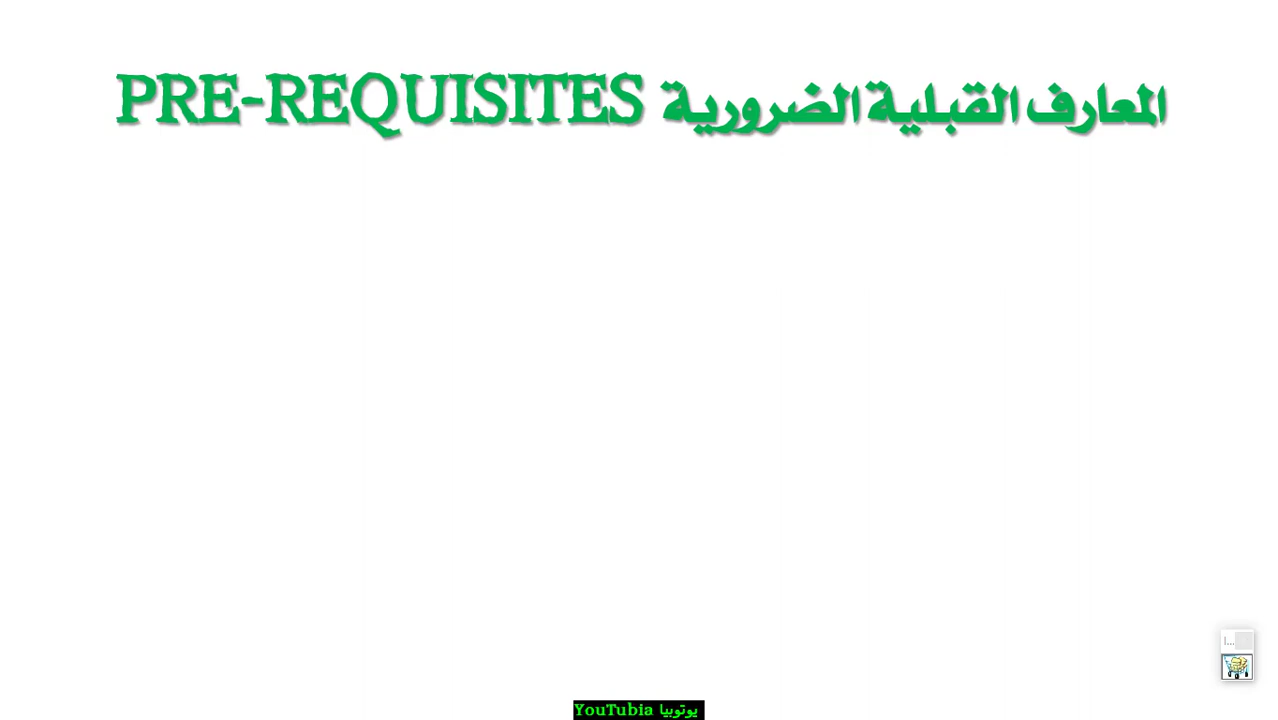 المعارف القبلية الضرورية PRE-REQUISITES
ا...
YouTubia يوتوبيا